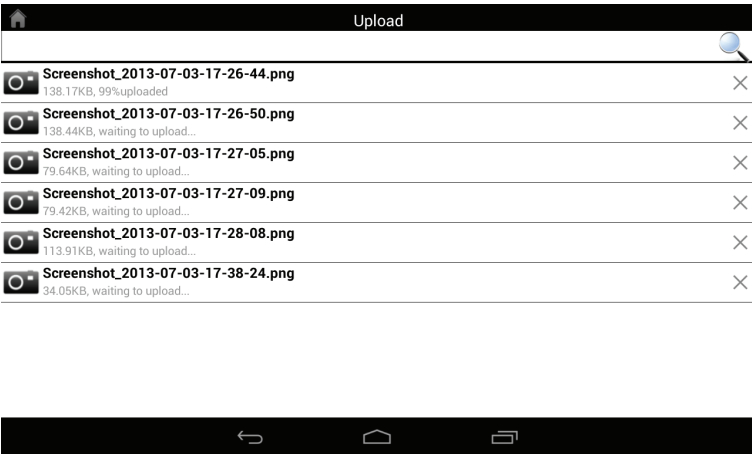 Upload
Screenshot_2013-07-03-17-26-44.png
138.17KB, 99%uploaded
Screenshot_2013-07-03-17-26-50.png
138.44KB, waiting to upload...
Screenshot_2013-07-03-17-27-05.png
79.64KB, waiting to upload...
Screenshot_2013-07-03-17-27-09.png
79.42KB, waiting to upload...
Screenshot_2013-07-03-17-28-08.png
113.91KB, waiting to upload...
Screenshot_2013-07-03-17-38-24.png
34.05KB, waiting to upload...